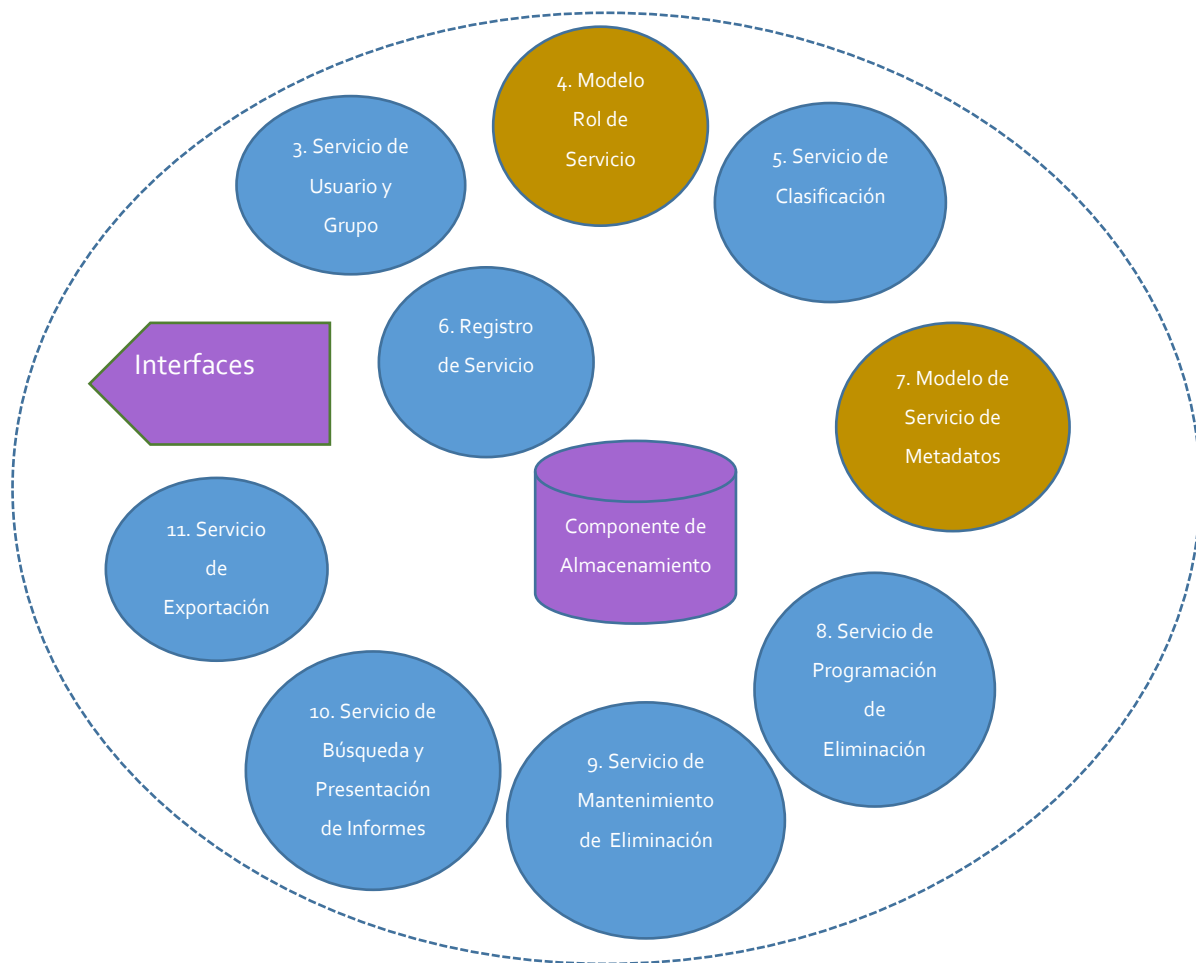 4. Modelo
Rol de
Servicio
3. Servicio de
Usuario y
Grupo
5. Servicio de
Clasificación
6. Registro
de Servicio
Interfaces
7. Modelo de
Servicio de
Metadatos
Componente de
Almacenamiento
11. Servicio
de
Exportación
8. Servicio de
Programación
de
Eliminación
10. Servicio de
Búsqueda y
Presentación
de Informes
9. Servicio de
Mantenimiento
de Eliminación